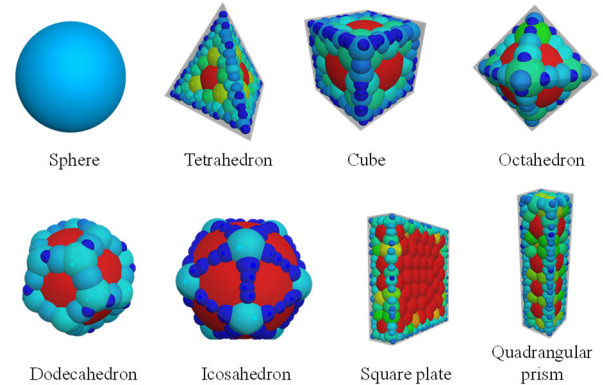 Sphere
Tetrahedron
Cube
Octahedron
Dodecahedron
Icosahedron
Square plate
Quadrangular
prism